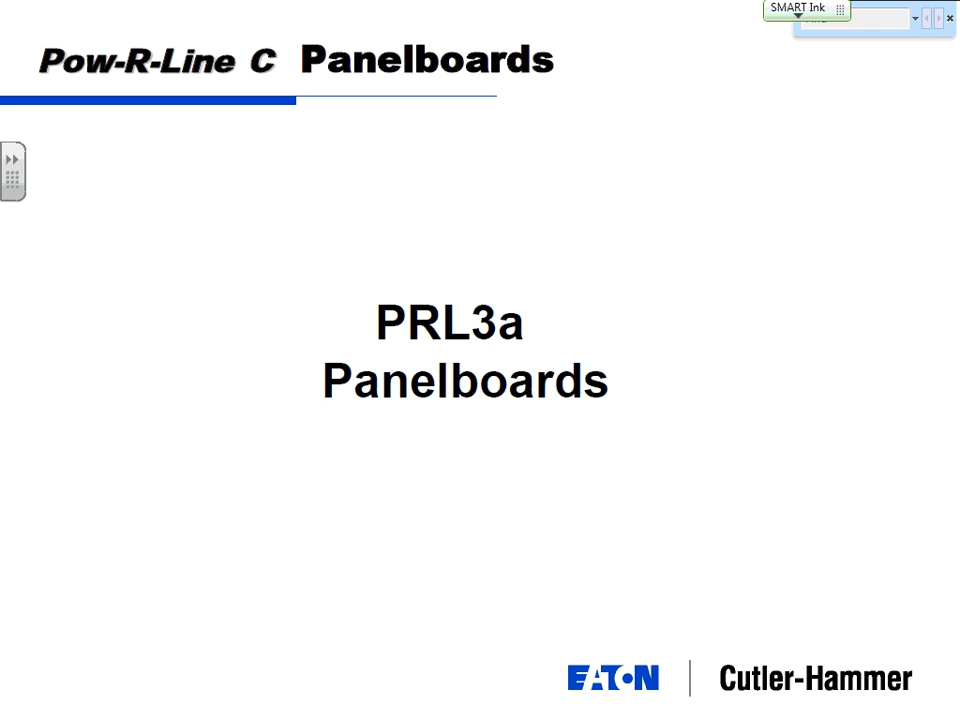 SMART Ink
Pow-R-Line C Panelboards
PRL3a
Panelboards
EATON | Cutler-Hammer